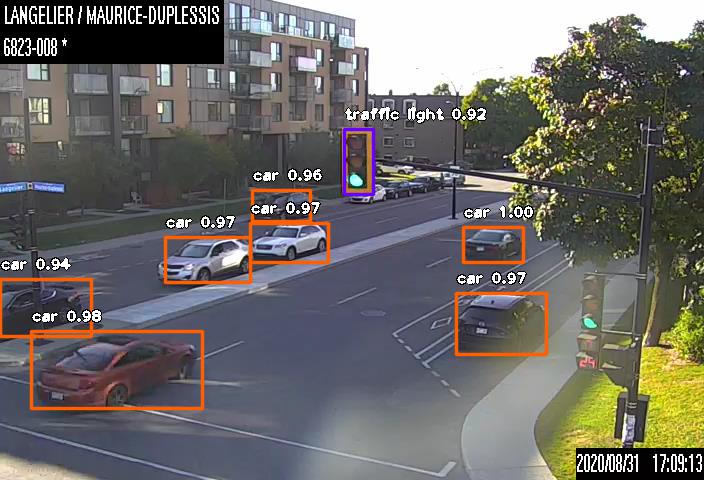 LANGELIER / MAURICE-DUPLESSIS
6823-008 *
traffic light 0.92
car 0.96
car 0.97
car 0.97
car 1.00
car 0.94
car 0.97
car 0.98
Langelier
2020/08/31 17:09:13